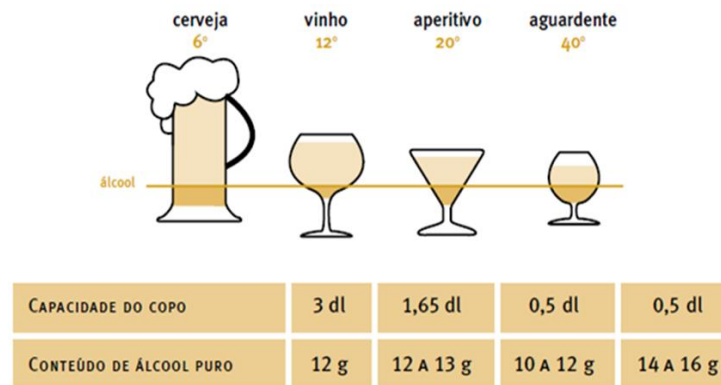 cerveja vinho aperitivo aguardente
6° 12° 20° 40°
álcool
CAPACIDADE DO COPO 3 dl 1,65 dl 0,5 dl 0,5 dl
CONTEÚDO DE ÁLCOOL PURO 12 g 12 A 13 g 10 A 12 g 14 A 16 g